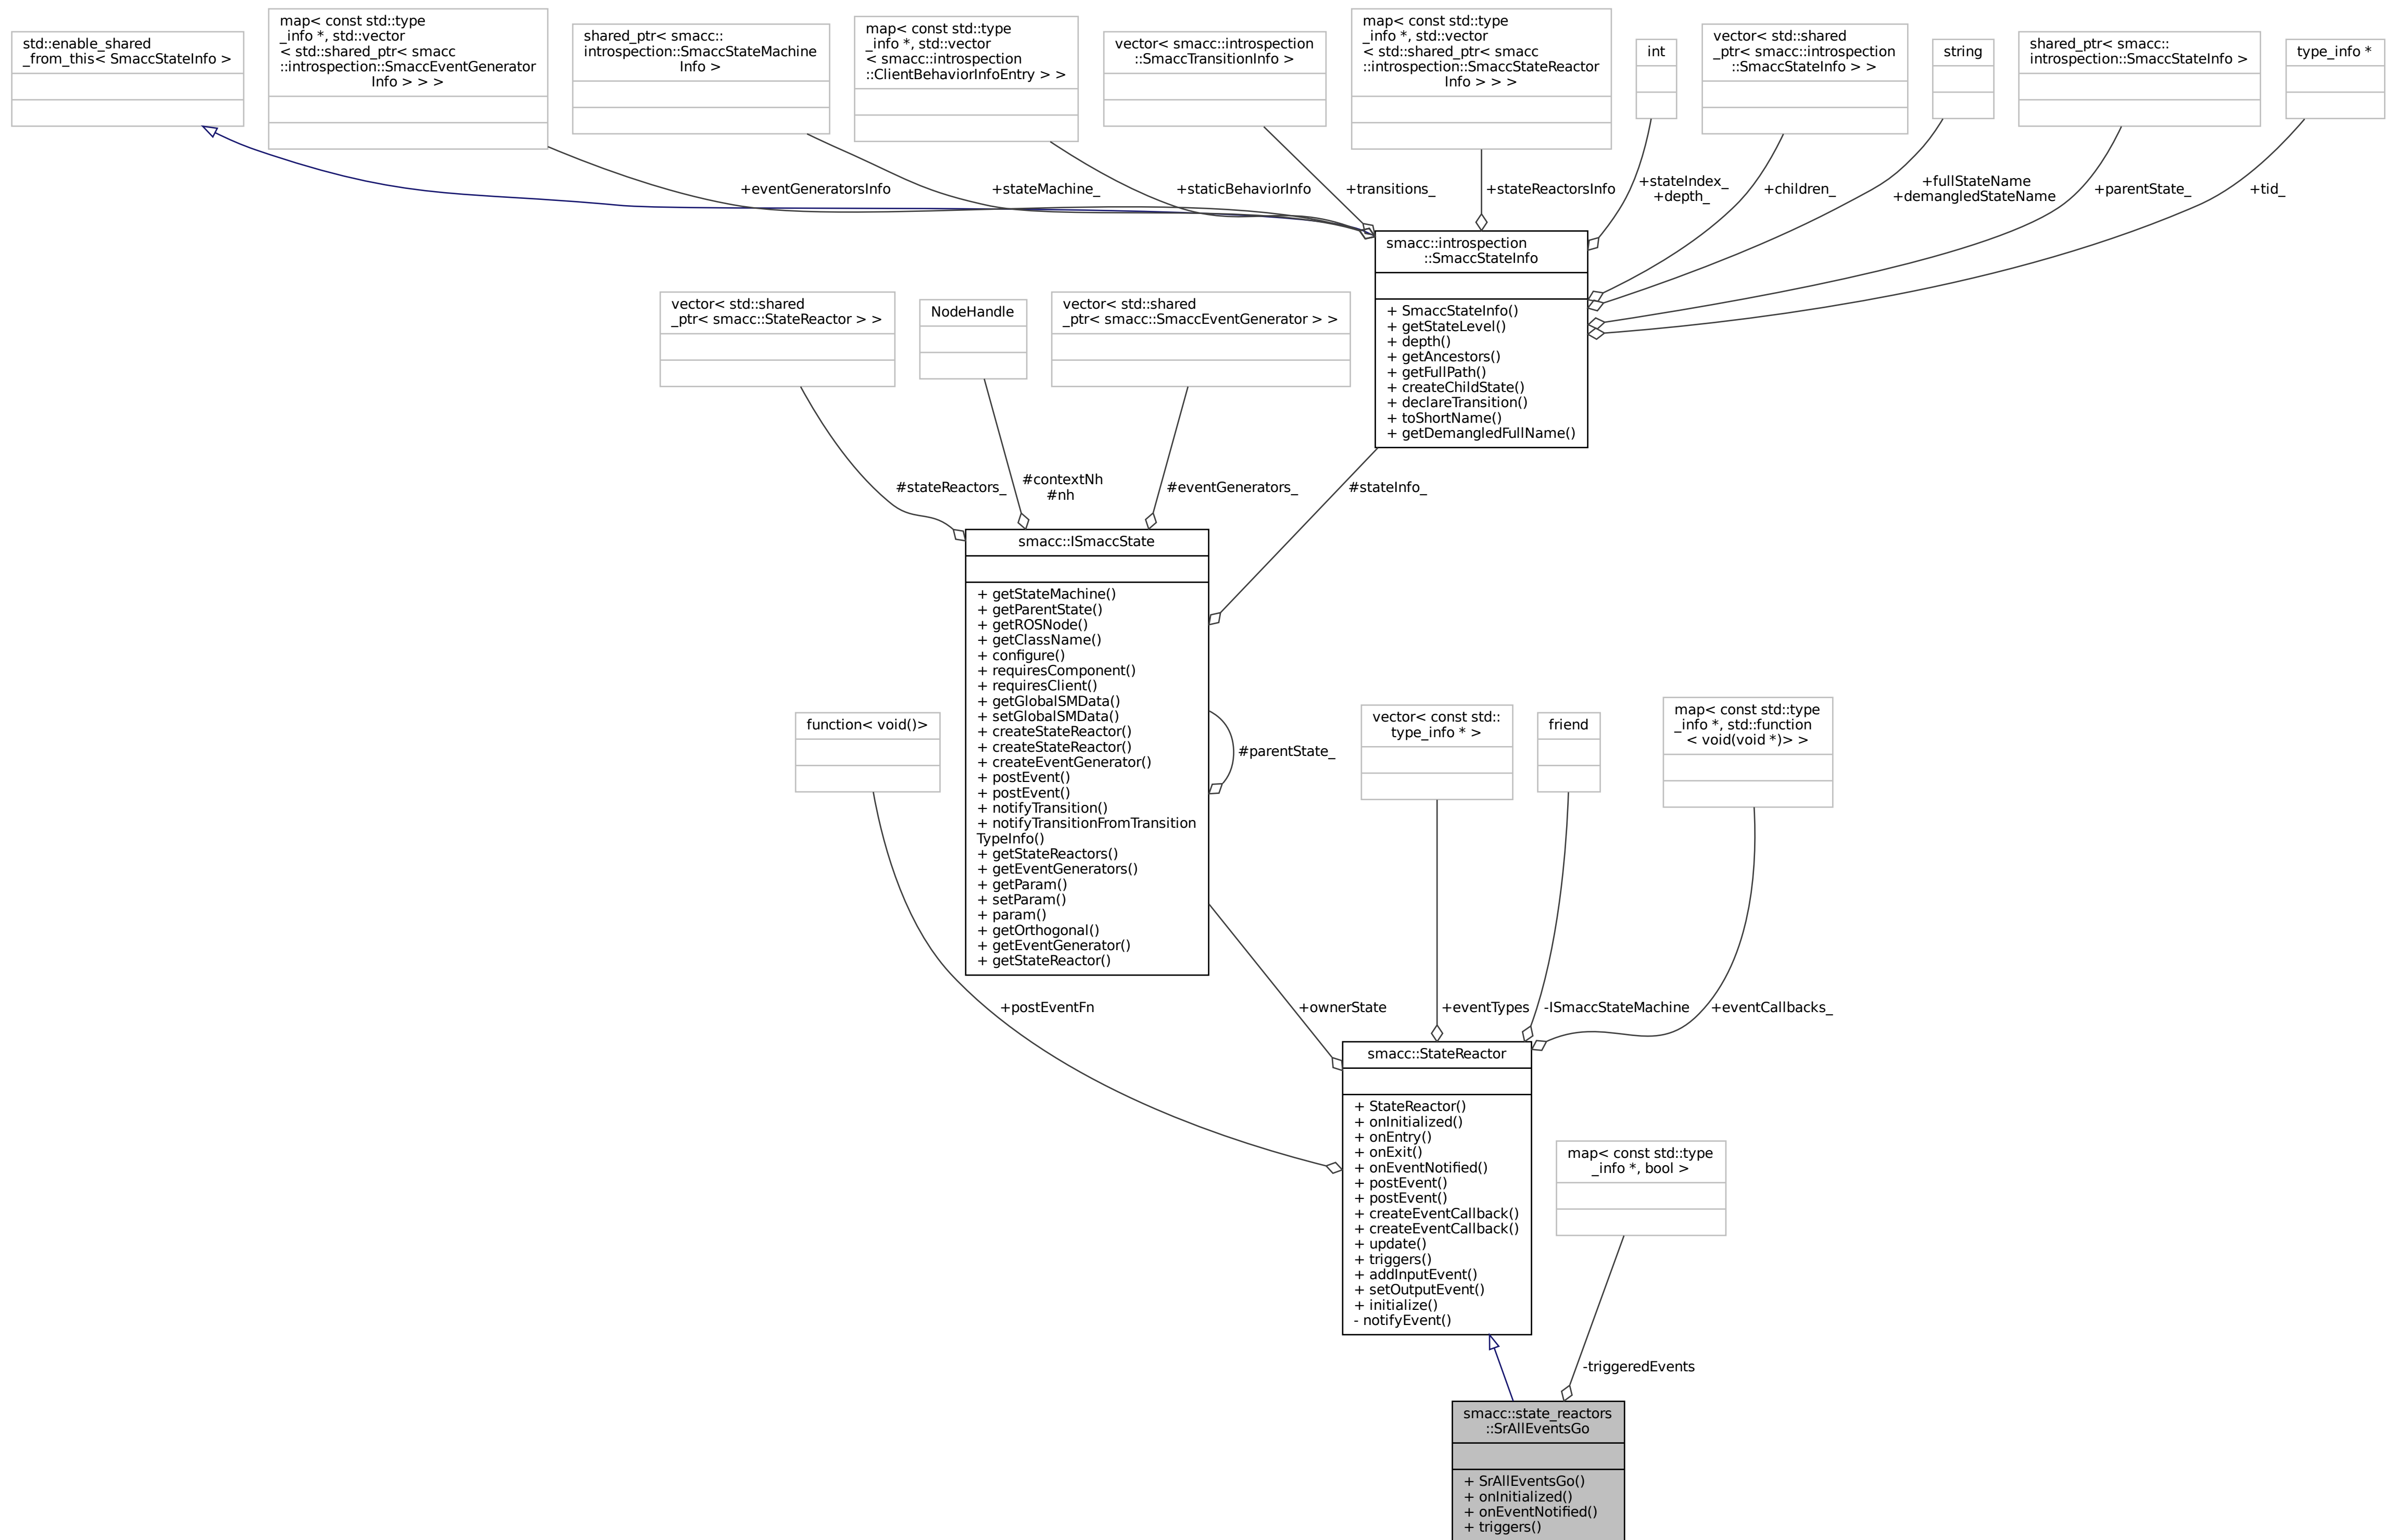 std::enable_shared
_from_this< SmaccStateInfo >
map< const std::type
_info *, std::vector
< std::shared_ptr< smacc
::introspection::SmaccEventGenerator
Info > > >
shared_ptr< smacc::
introspection::SmaccStateMachine
Info >
map< const std::type
_info *, std::vector
< smacc::introspection
::ClientBehaviorInfoEntry > >
vector< smacc::introspection
::SmaccTransitionInfo >
map< const std::type
_info *, std::vector
< std::shared_ptr< smacc
::introspection::SmaccStateReactor
Info > > >
int
vector< std::shared
_ptr< smacc::introspection
::SmaccStateInfo > >
string
shared_ptr< smacc::
introspection::SmaccStateInfo >
type_info *
+eventGeneratorsInfo
+stateMachine_
+staticBehaviorInfo
+transitions_
+stateReactorsInfo
+stateIndex_
+depth_
+children_
+fullStateName
+demangledStateName
+parentState_
+tid_
smacc::introspection
::SmaccStateInfo
+ SmaccStateInfo()
+ getStateLevel()
+ depth()
+ getAncestors()
+ getFullPath()
+ createChildState()
+ declareTransition()
+ toShortName()
+ getDemangledFullName()
vector< std::shared
_ptr< smacc::StateReactor > >
NodeHandle
vector< std::shared
_ptr< smacc::SmaccEventGenerator > >
#stateReactors_
#contextNh
#nh
#eventGenerators_
#stateInfo_
smacc::ISmaccState
+ getStateMachine()
+ getParentState()
+ getROSNode()
+ getClassName()
+ configure()
+ requiresComponent()
+ requiresClient()
+ getGlobalSMData()
+ setGlobalSMData()
+ createStateReactor()
+ createStateReactor()
+ createEventGenerator()
+ postEvent()
+ postEvent()
+ notifyTransition()
+ notifyTransitionFromTransition
TypeInfo()
+ getStateReactors()
+ getEventGenerators()
+ getParam()
+ setParam()
+ param()
+ getOrthogonal()
+ getEventGenerator()
+ getStateReactor()
#parentState_
function< void()>
vector< const std::
type_info * >
friend
map< const std::type
_info *, std::function
< void(void *)> >
+postEventFn
+ownerState
+eventTypes
-ISmaccStateMachine
+eventCallbacks_
smacc::StateReactor
+ StateReactor()
+ onInitialized()
+ onEntry()
+ onExit()
+ onEventNotified()
+ postEvent()
+ postEvent()
+ createEventCallback()
+ createEventCallback()
+ update()
+ triggers()
+ addInputEvent()
+ setOutputEvent()
+ initialize()
- notifyEvent()
map< const std::type
_info *, bool >
-triggeredEvents
smacc::state_reactors
::SrAllEventsGo
+ SrAllEventsGo()
+ onInitialized()
+ onEventNotified()
+ triggers()